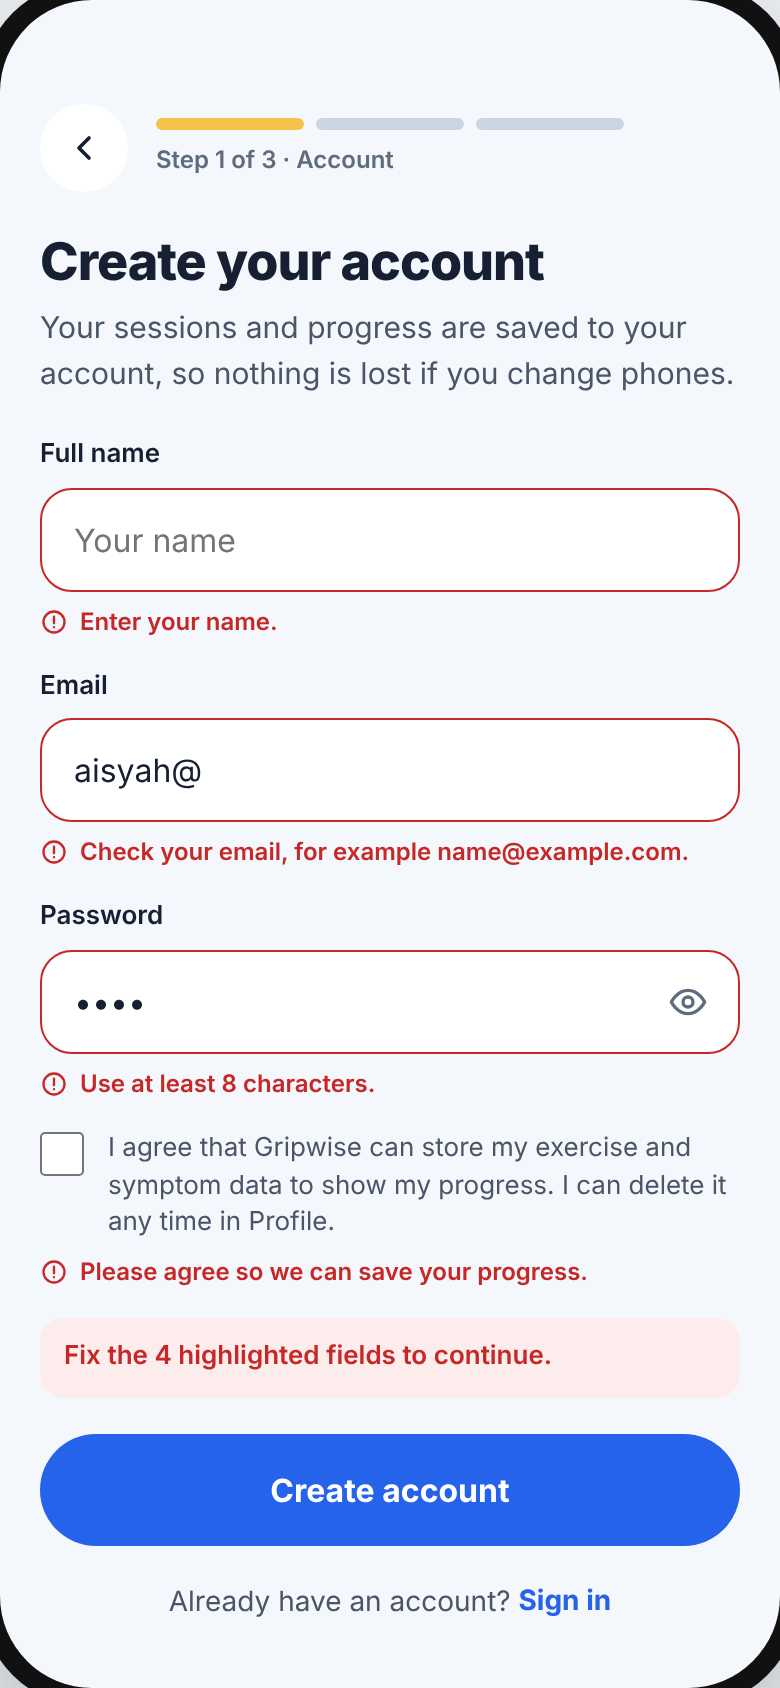 Step 1 of 3 · Account
Create your account
Your sessions and progress are saved to your
account, so nothing is lost if you change phones.
Full name
Your name
Enter your name.
Email
aisyah@
Check your email, for example name@example.com.
Password
••••
Use at least 8 characters.
I agree that Gripwise can store my exercise and
symptom data to show my progress. I can delete it
any time in Profile.
Please agree so we can save your progress.
Fix the 4 highlighted fields to continue.
Create account
Already have an account? Sign in